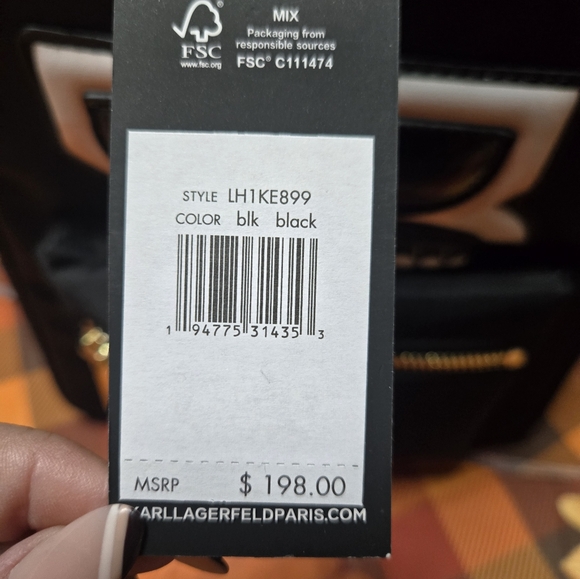 FSC
www.fsc.org
MIX
Packaging from
responsible sources
FSC® C111474
STYLE LH1KE899
COLOR blk black
1 94775 31435 3
MSRP $ 198.00
KARLLAGERFELDPARIS.COM